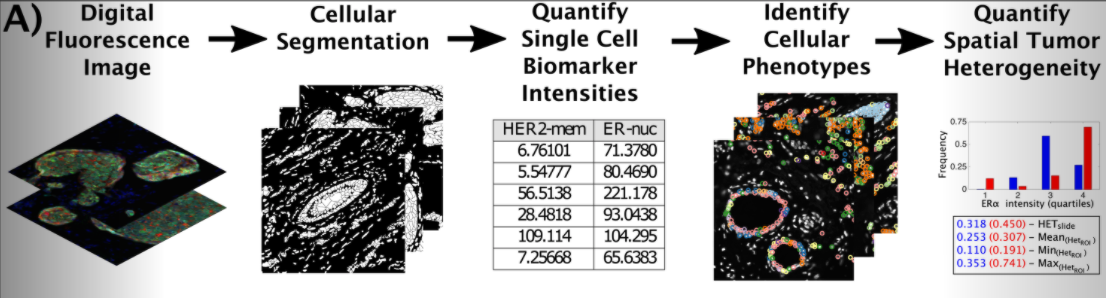 A)
Digital
Fluorescence
Image
Cellular
Segmentation
Quantify
Single Cell
Biomarker
Intensities
Identify
Cellular
Phenotypes
Quantify
Spatial Tumor
Heterogeneity
HER2-mem ER-nuc
6.76101 71.3780
5.54777 80.4690
56.5138 221.178
28.4818 93.0438
109.114 104.295
7.25668 65.6383
Frequency
0.75
0.5
0.25
0
1 2 3 4
ERα intensity (quartiles)
0.318 (0.450) – HETslide
0.253 (0.307) – Mean(HetROI)
0.110 (0.191) – Min(HetROI)
0.353 (0.741) – Max(HetROI)